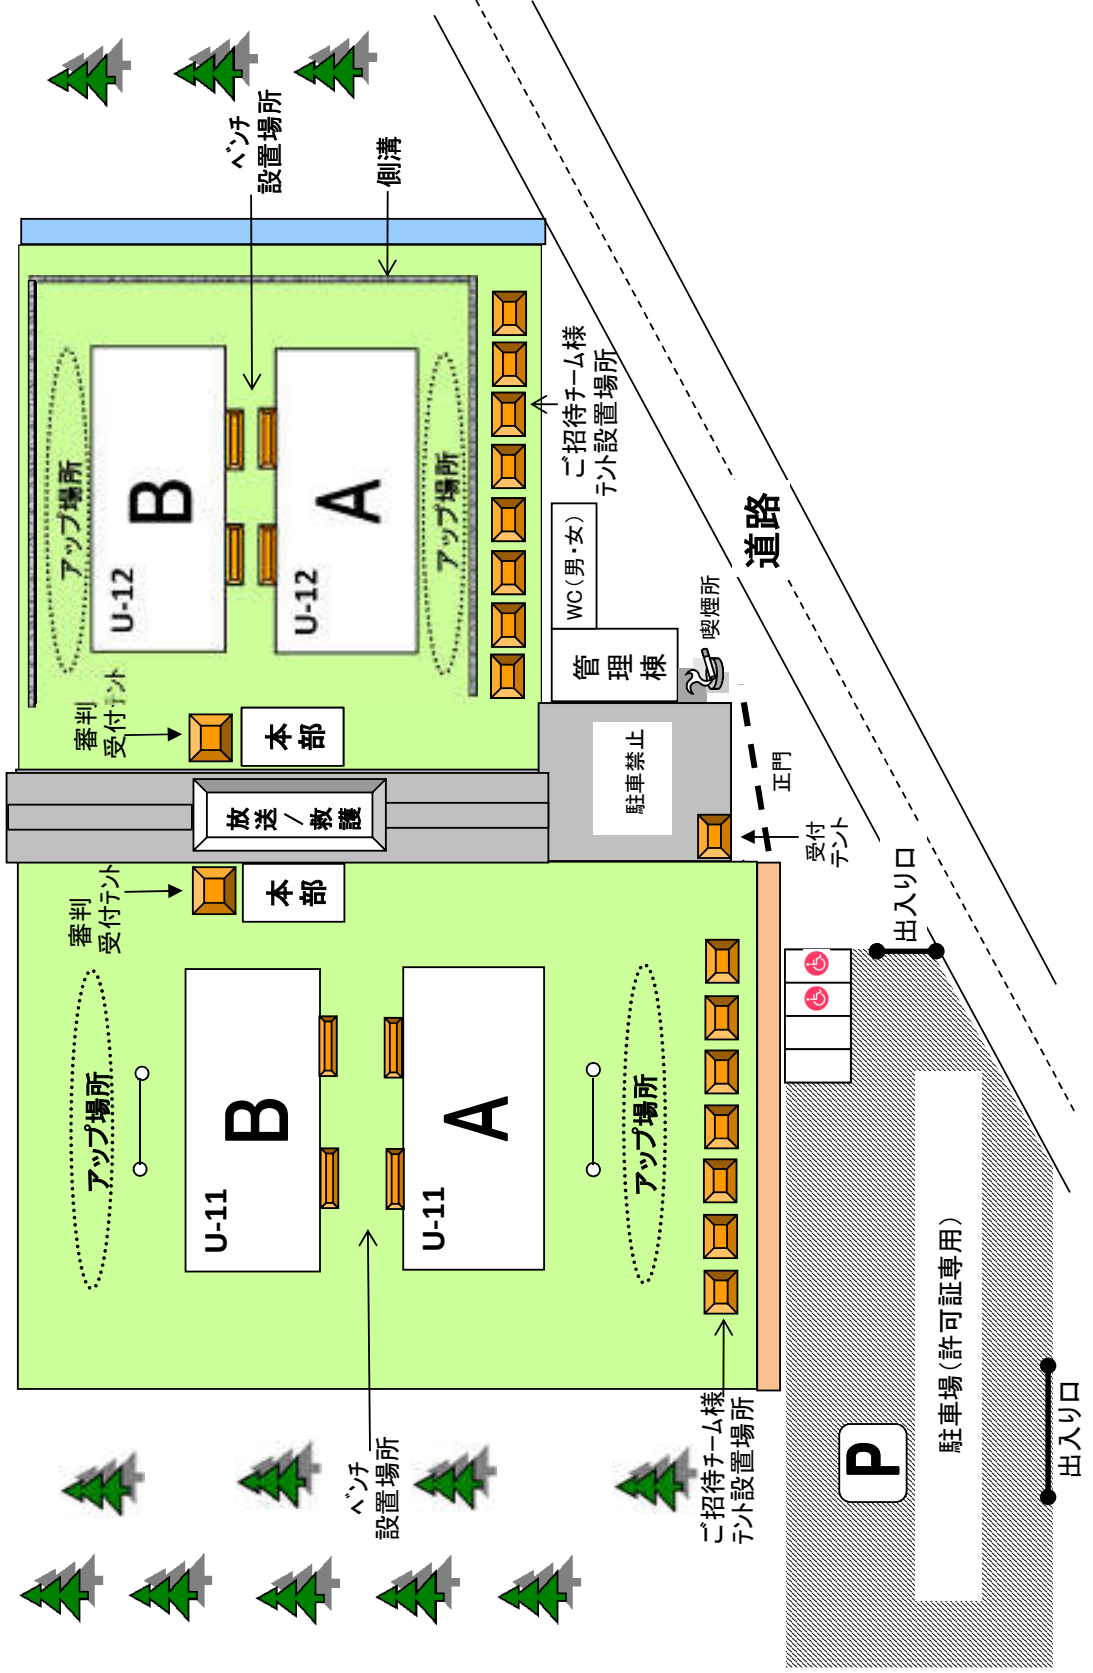 ベンチ
設置場所
側溝
アップ場所
B
U-12
A
U-12
アップ場所
ご招待チーム様
テント設置場所
WC(男・女)
管
理
棟
喫煙所
道路
審判
受付テント
本
部
放
送
/
救
護
駐車禁止
正門
受付
テント
審判
受付テント
本
部
出入り口
アップ場所
B
U-11
A
U-11
アップ場所
ベンチ
設置場所
ご招待チーム様
テント設置場所
P
駐車場(許可証専用)
出入り口